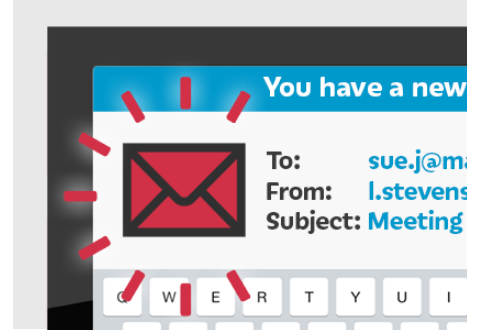 You have a new
To: sue.j@ma
From: l.stevens
Subject: Meeting
Q W E R T Y U I